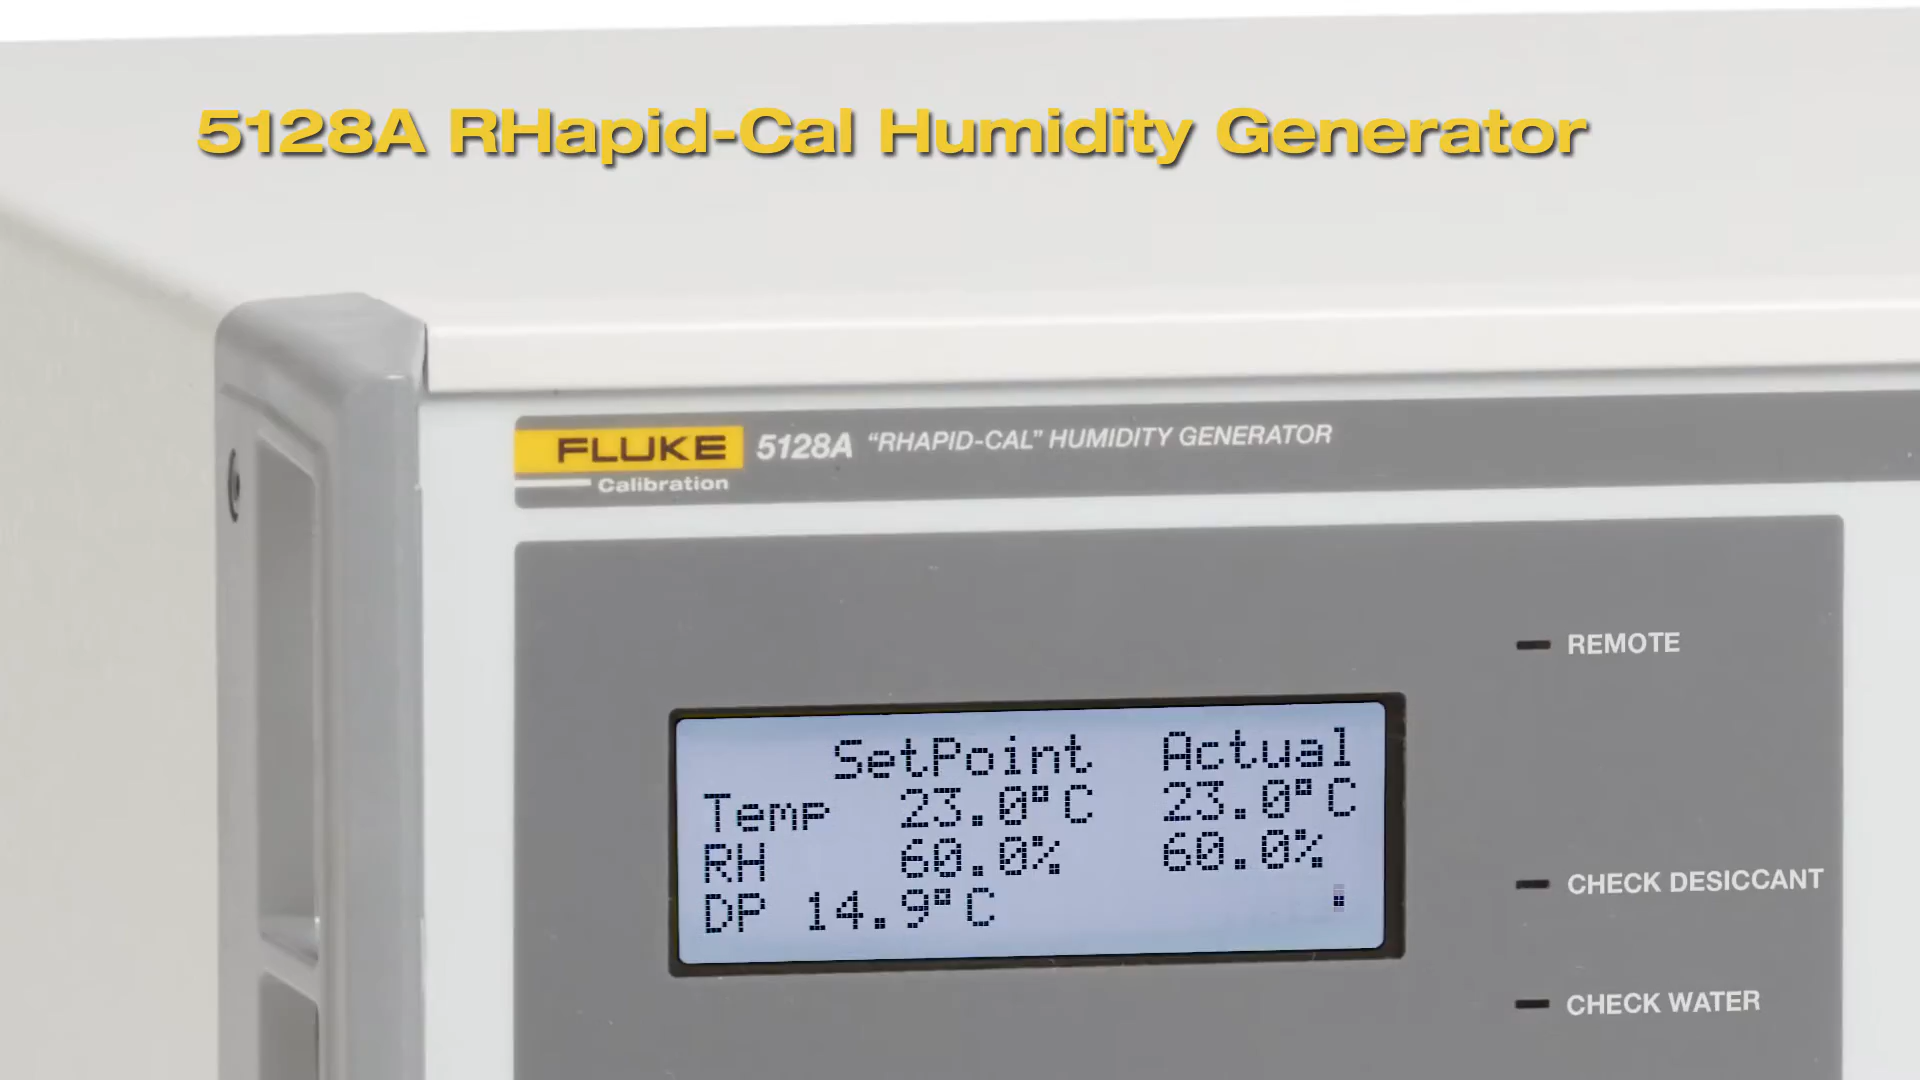 5128A RHapid-Cal Humidity Generator
FLUKE 5128A “RHAPID-CAL” HUMIDITY GENERATOR
Calibration
REMOTE
SetPoint Actual
Temp 23.0°C 23.0°C
RH 60.0% 60.0%
DP 14.9°C
CHECK DESICCANT
CHECK WATER